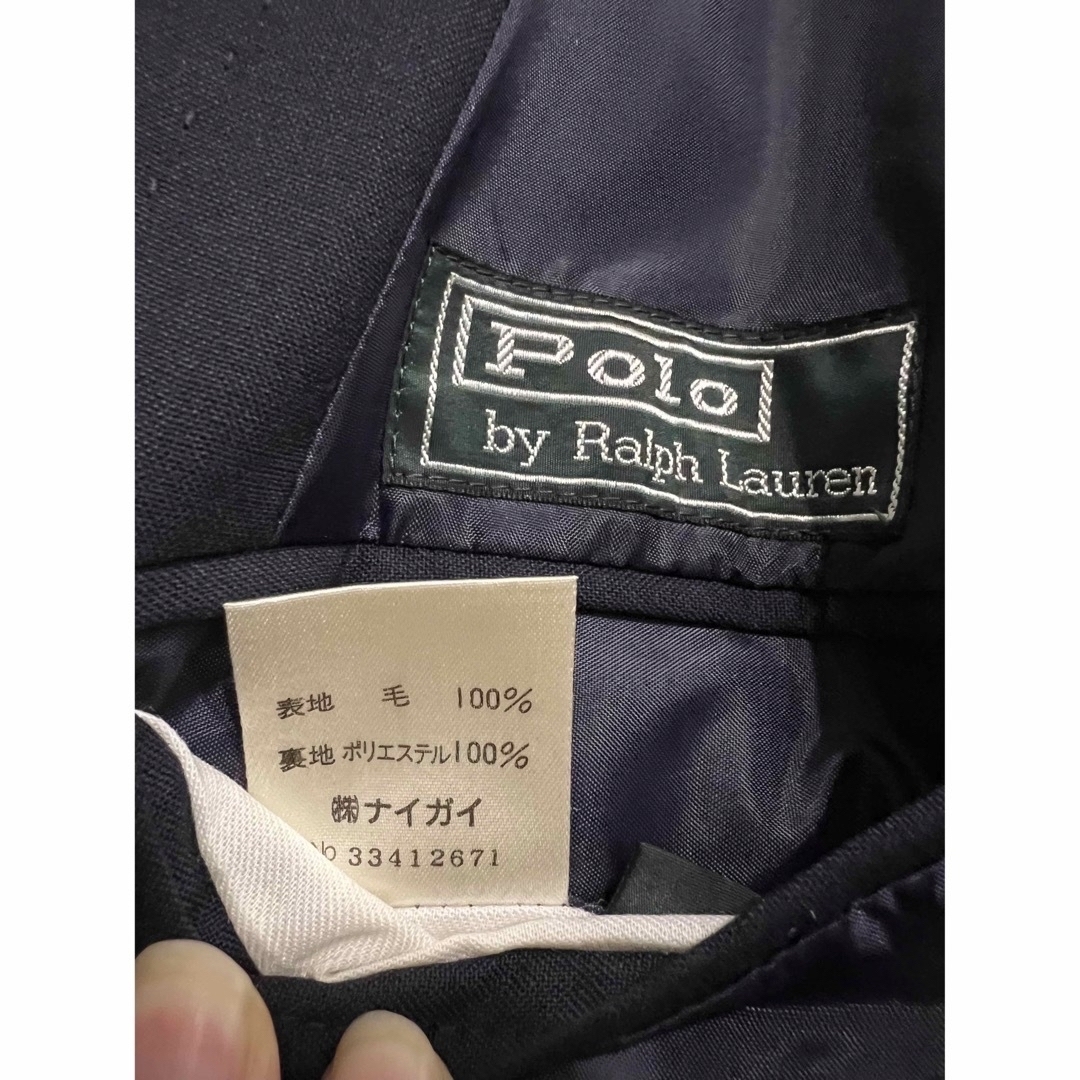 Polo
by Ralph Lauren
表地 毛 100%
裏地 ポリエステル100%
㈱ナイガイ
33412671